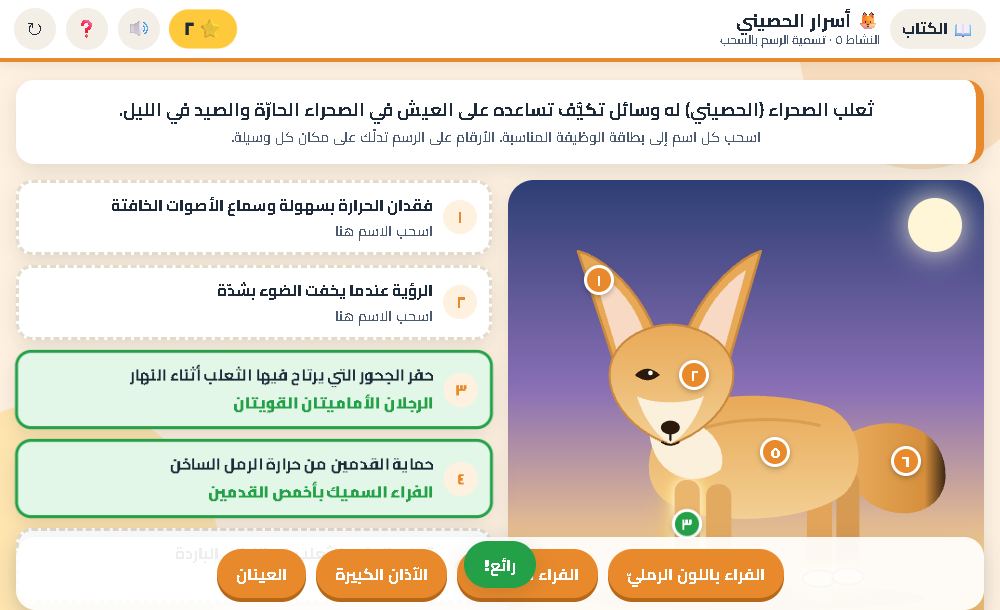 📖 الكتاب
🦊 أسرار الحصيني
النشاط ٥ · تسمية الرسم بالسحب
⭐ ٢
🔊
❓
↻
ثعلب الصحراء (الحصيني) له وسائل تكيُّف تساعده على العيش في الصحراء الحارّة والصيد في الليل.
اسحب كل اسم إلى بطاقة الوظيفة المناسبة. الأرقام على الرسم تدلّك على مكان كل وسيلة.
١
٢
٥
٦
٣
١
فقدان الحرارة بسهولة وسماع الأصوات الخافتة
اسحب الاسم هنا
٢
الرؤية عندما يخفت الضوء بشدّة
اسحب الاسم هنا
٣
حفر الجحور التي يرتاح فيها الثعلب أثناء النهار
الرجلان الأماميتان القويتان
٤
حماية القدمين من حرارة الرمل الساخن
الفراء السميك بأخمص القدمين
الباردة
الفراء باللون الرمليّ
الفراء
رائع!
الآذان الكبيرة
العينان